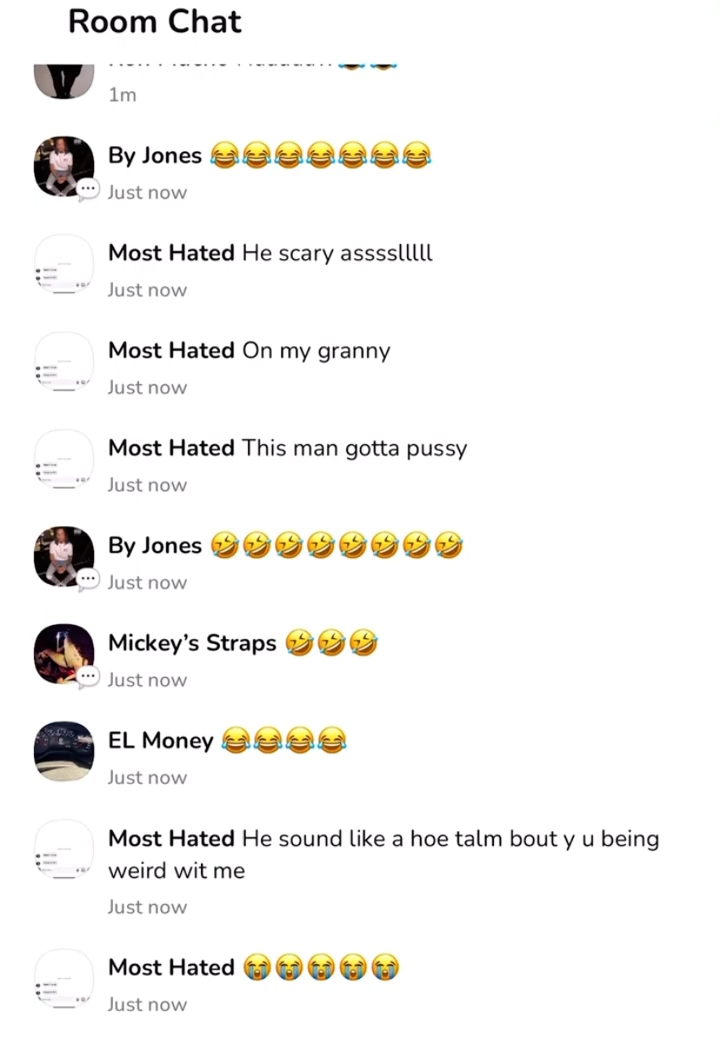 Room Chat
1m
By Jones 😂😂😂😂😂😂😂
Just now
Most Hated He scary asssslllll
Just now
Most Hated On my granny
Just now
Most Hated This man gotta pussy
Just now
By Jones 🤣🤣🤣🤣🤣🤣🤣🤣
Just now
Mickey’s Straps 🤣🤣🤣
Just now
EL Money 😂😂😂😂
Just now
Most Hated He sound like a hoe talm bout y u being
weird wit me
Just now
Most Hated 😭😭😭😭😭
Just now